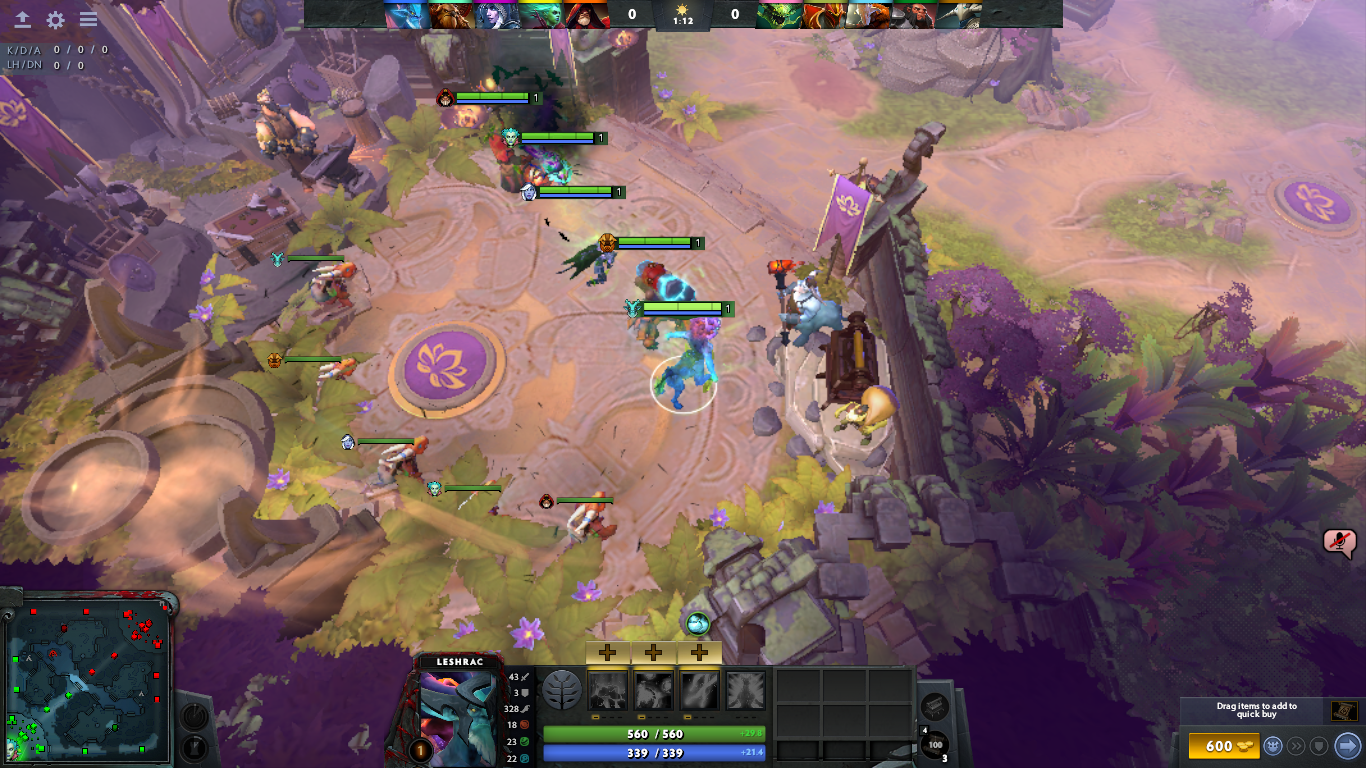 0 1:12 0
K/D/A 0 / 0 / 0
LH/DN 0 / 0
1
1
1
1
1
LESHRAC
43
3
328
18
23
22
1
560 / 560 +29.8
339 / 339 +21.4
4
100
3
Drag items to add to
quick buy
600